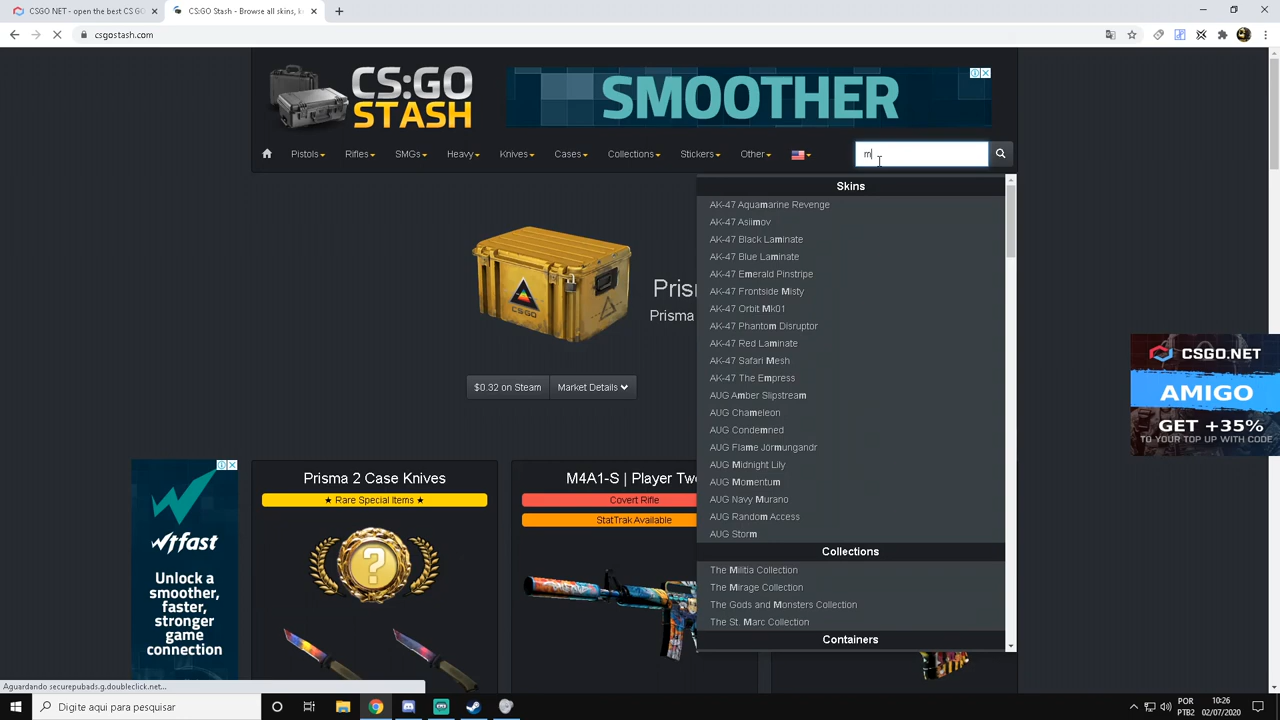 CSGO NET - open the best CS GO
CS:GO Stash - Browse all skins, k
csgostash.com
CS:GO
STASH
SMOOTHER
Pistols Rifles SMGs Heavy Knives Cases Collections Stickers Other
m
Skins
AK-47 Aquamarine Revenge
AK-47 Asiimov
AK-47 Black Laminate
AK-47 Blue Laminate
AK-47 Emerald Pinstripe
AK-47 Frontside Misty
AK-47 Orbit Mk01
AK-47 Phantom Disruptor
AK-47 Red Laminate
AK-47 Safari Mesh
AK-47 The Empress
AUG Amber Slipstream
AUG Chameleon
AUG Condemned
AUG Flame Jörmungandr
AUG Midnight Lily
AUG Momentum
AUG Navy Murano
AUG Random Access
AUG Storm
Collections
The Militia Collection
The Mirage Collection
The Gods and Monsters Collection
The St. Marc Collection
Containers
CS:GO
Pris
Prisma
$0.32 on Steam Market Details
CSGO.NET
AMIGO
GET +35%
TO YOUR TOP UP WITH CODE
wtfast
Unlock a
smoother,
faster,
stronger
game
connection
Prisma 2 Case Knives
★ Rare Special Items ★
M4A1-S | Player Tw
Covert Rifle
StatTrak Available
Aguardando securepubads.g.doubleclick.net...
Digite aqui para pesquisar
POR
PTB2
10:26
02/07/2020